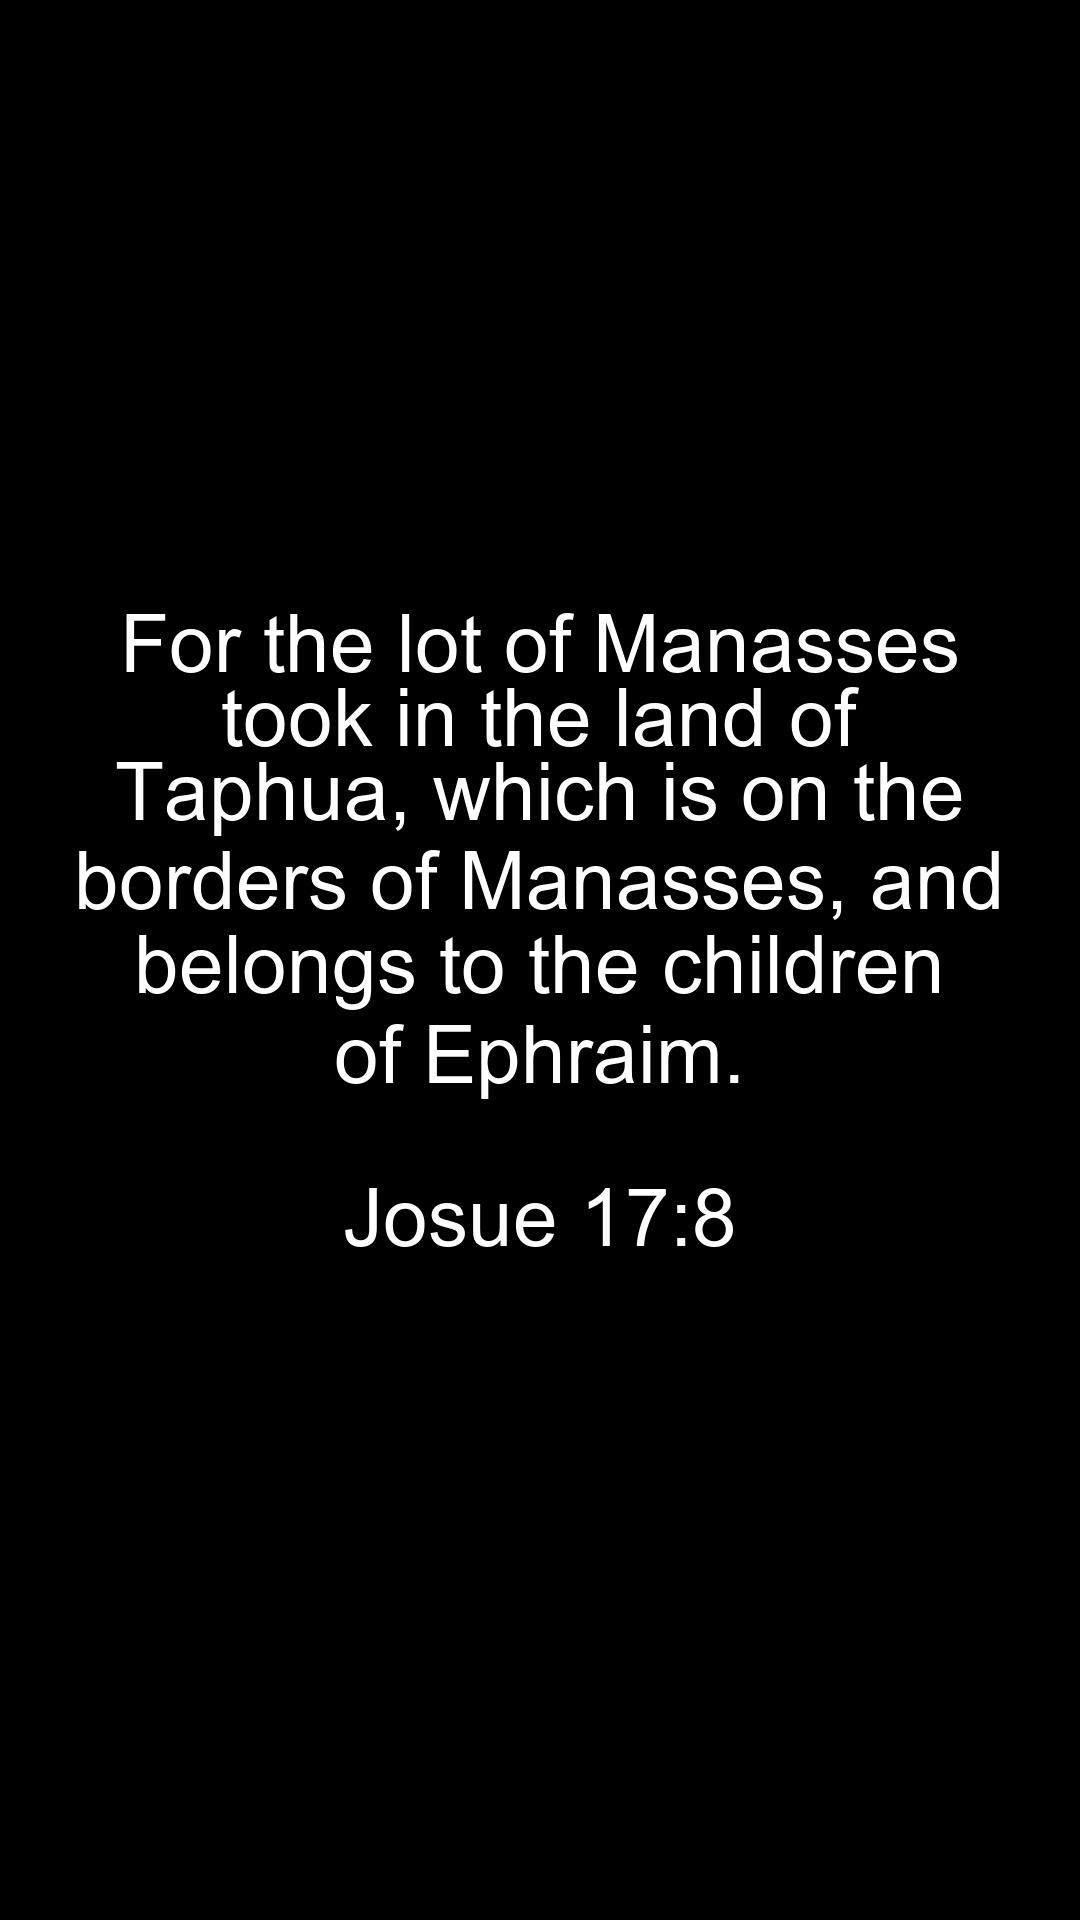 For the lot of Manasses
took in the land of
Taphua, which is on the
borders of Manasses, and
belongs to the children
of Ephraim.
Josue 17:8